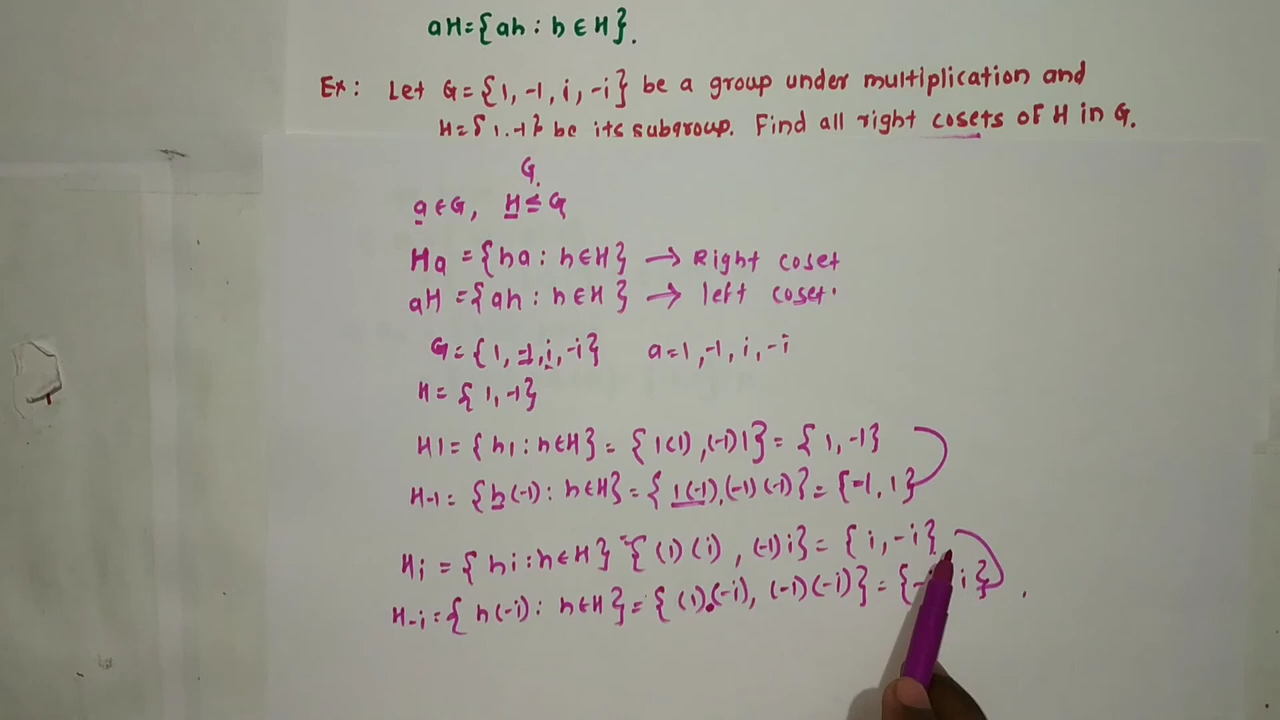 aH={ah : h ∈ H}.
Ex: Let G={1, -1, i, -i} be a group under multiplication and
H={1,-1} be its subgroup. Find all right cosets of H in G.
G.
a ∈ G, H ≤ G
Ha = {ha : h ∈ H} → Right coset
aH = {ah : h ∈ H} → left coset.
G = {1, -1, i, -i} a=1, -1, i, -i
H = {1, -1}
H1 = {h1 : h ∈ H} = {1(1), (-1)1} = {1, -1}
H-1 = {h(-1) : h ∈ H} = {1(-1), (-1)(-1)} = {-1, 1}
Hi = {hi : h ∈ H} = {(1)(i), (-1)i} = {i, -i}
H-i = {h(-i) : h ∈ H} = {(1).(-i), (-1)(-i)} = {- i}